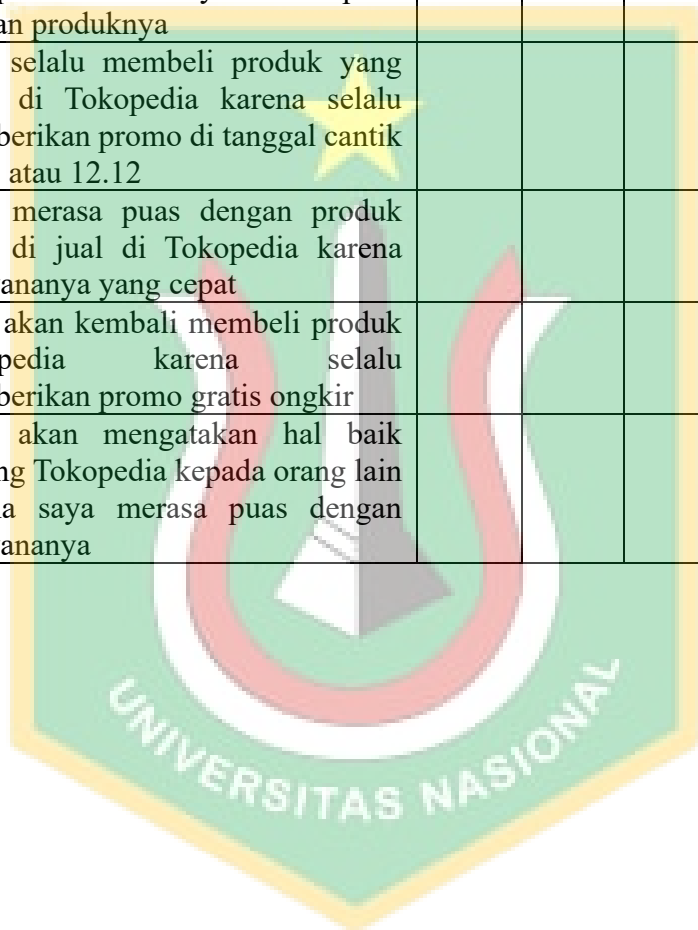 an produknya
selalu membeli produk yang
di Tokopedia karena selalu
berikan promo di tanggal cantik
atau 12.12
merasa puas dengan produk
di jual di Tokopedia karena
ananya yang cepat
akan kembali membeli produk
pedia karena selalu
berikan promo gratis ongkir
akan mengatakan hal baik
ng Tokopedia kepada orang lain
a saya merasa puas dengan
ananya
UNIVERSITAS NASIONAL